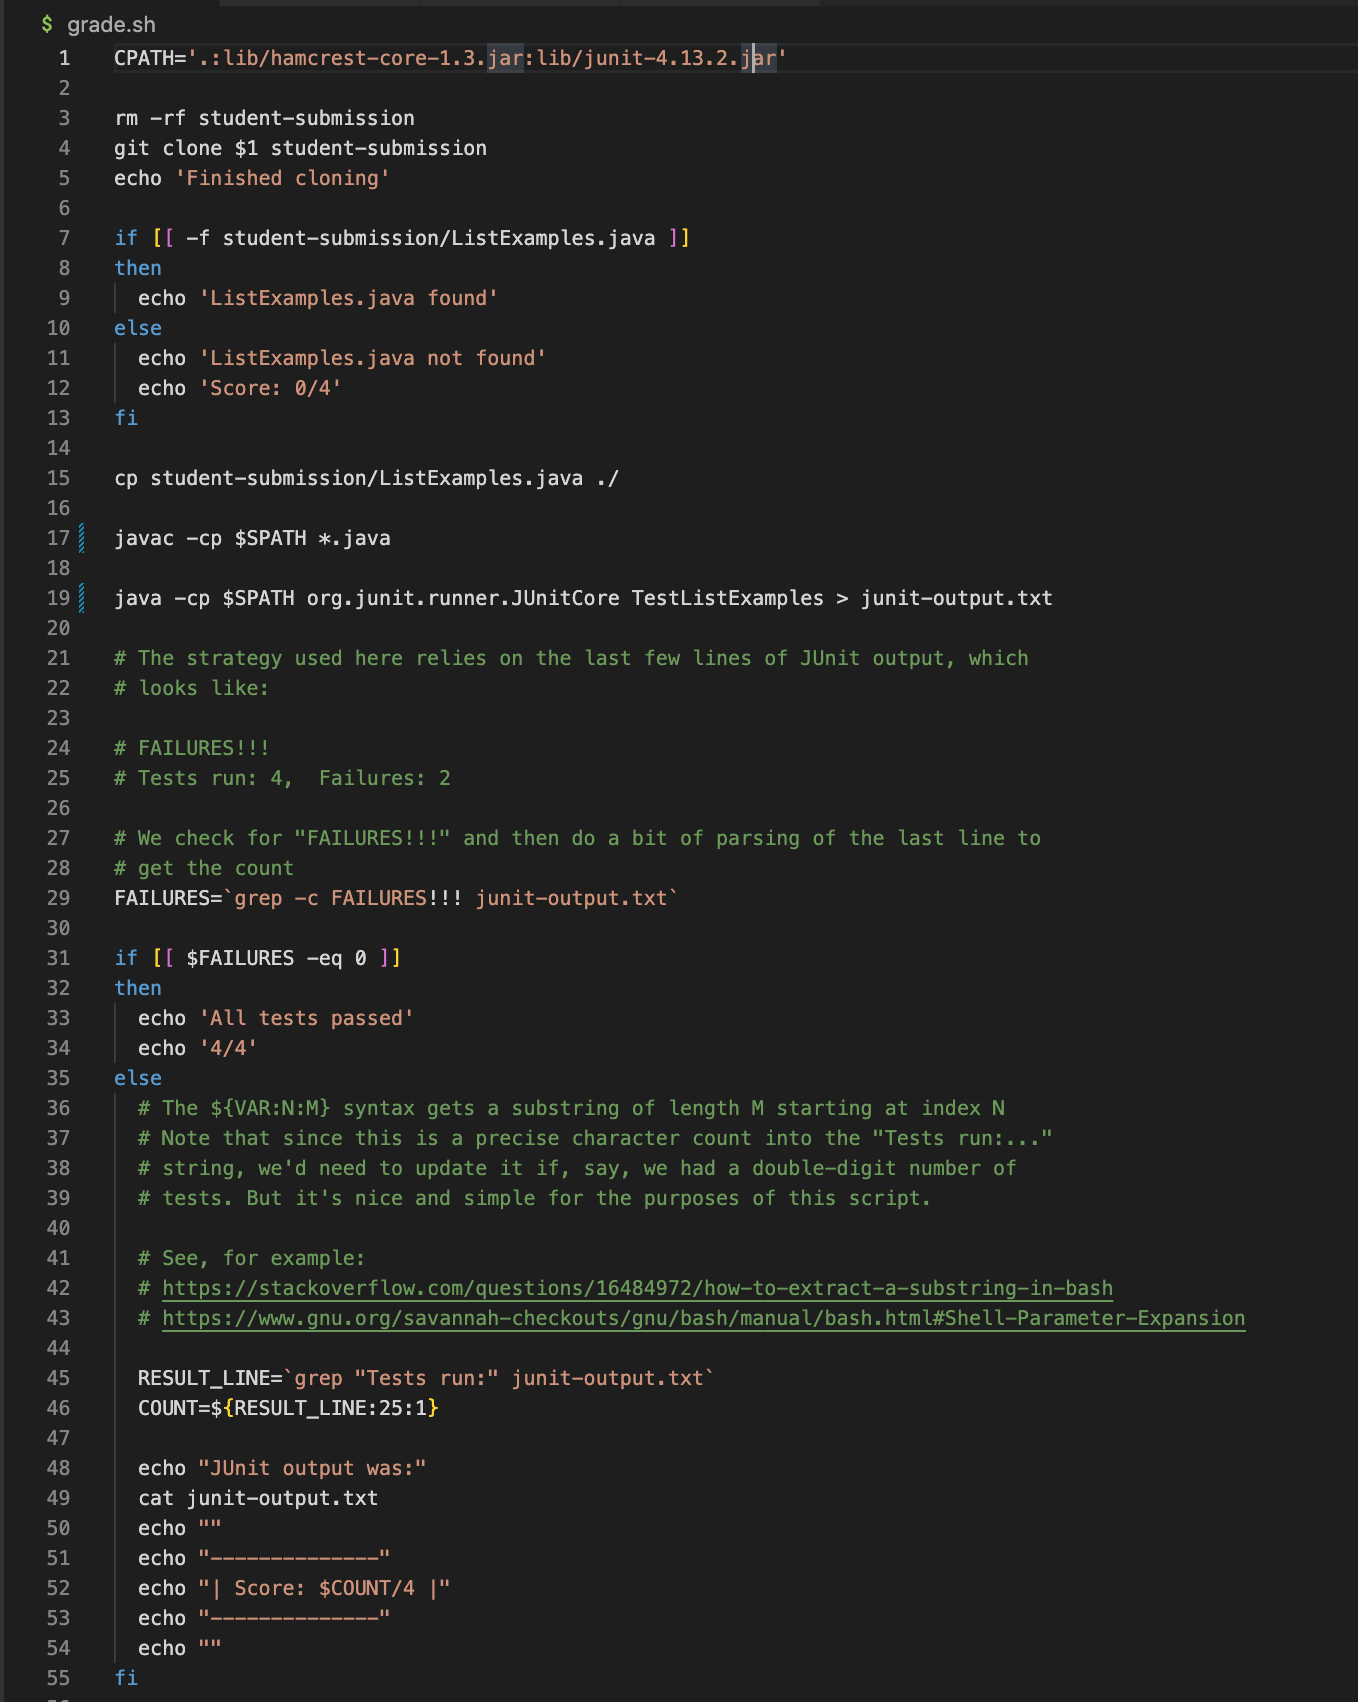 $ grade.sh
1 CPATH='.:lib/hamcrest-core-1.3.jar:lib/junit-4.13.2.jar'
2
3 rm -rf student-submission
4 git clone $1 student-submission
5 echo 'Finished cloning'
6
7 if [[ -f student-submission/ListExamples.java ]]
8 then
9   echo 'ListExamples.java found'
10 else
11   echo 'ListExamples.java not found'
12   echo 'Score: 0/4'
13 fi
14
15 cp student-submission/ListExamples.java ./
16
17 javac -cp $SPATH *.java
18
19 java -cp $SPATH org.junit.runner.JUnitCore TestListExamples > junit-output.txt
20
21 # The strategy used here relies on the last few lines of JUnit output, which
22 # looks like:
23
24 # FAILURES!!!
25 # Tests run: 4,  Failures: 2
26
27 # We check for "FAILURES!!!" and then do a bit of parsing of the last line to
28 # get the count
29 FAILURES=`grep -c FAILURES!!! junit-output.txt`
30
31 if [[ $FAILURES -eq 0 ]]
32 then
33   echo 'All tests passed'
34   echo '4/4'
35 else
36   # The ${VAR:N:M} syntax gets a substring of length M starting at index N
37   # Note that since this is a precise character count into the "Tests run:..."
38   # string, we'd need to update it if, say, we had a double-digit number of
39   # tests. But it's nice and simple for the purposes of this script.
40
41   # See, for example:
42   # https://stackoverflow.com/questions/16484972/how-to-extract-a-substring-in-bash
43   # https://www.gnu.org/savannah-checkouts/gnu/bash/manual/bash.html#Shell-Parameter-Expansion
44
45   RESULT_LINE=`grep "Tests run:" junit-output.txt`
46   COUNT=${RESULT_LINE:25:1}
47
48   echo "JUnit output was:"
49   cat junit-output.txt
50   echo ""
51   echo "--------------"
52   echo "| Score: $COUNT/4 |"
53   echo "--------------"
54   echo ""
55 fi